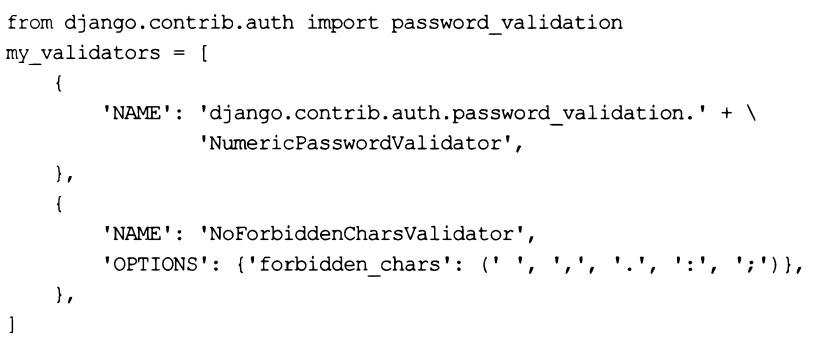 from django.contrib.auth import password_validation
my_validators = [
    {
        'NAME': 'django.contrib.auth.password_validation.' + \
                'NumericPasswordValidator',
    },
    {
        'NAME': 'NoForbiddenCharsValidator',
        'OPTIONS': {'forbidden_chars': (' ', ',', '.', ':', ';')},
    },
]